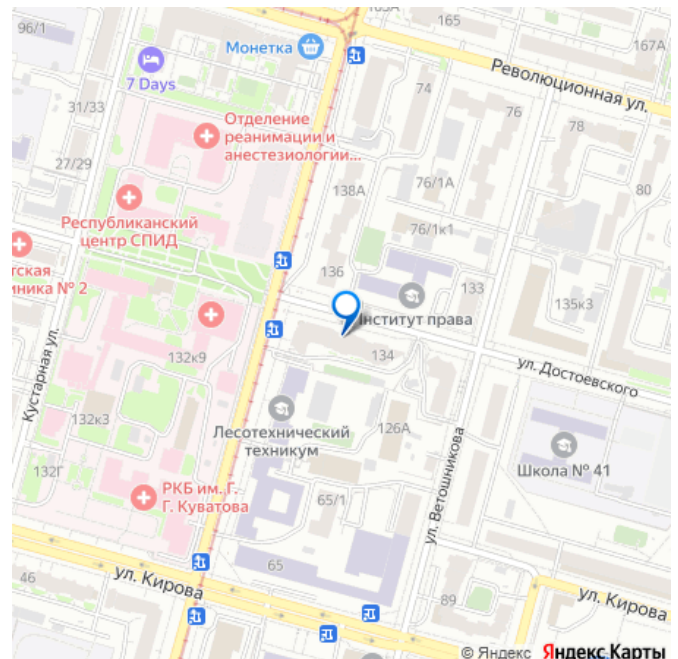 165А
96/1
165
Монетка
167А
7 Days
Революционная ул.
74
31/33
Отделение
реанимации и
анестезиологии...
76
78
27/29
138А
76/1А
80
Республиканский
центр СПИД
76/1к1
тская
иника № 2
136
133
135к3
Институт права
132к9
134
ул. Достоевского
Кустарная ул.
132к3
Лесотехнический
техникум
126А
ул. Ветошникова
Школа № 41
132Г
РКБ им. Г.
Г. Куватова
65/1
65
46
ул. Кирова
89
ул. Кирова
© Яндекс Яндекс Карты